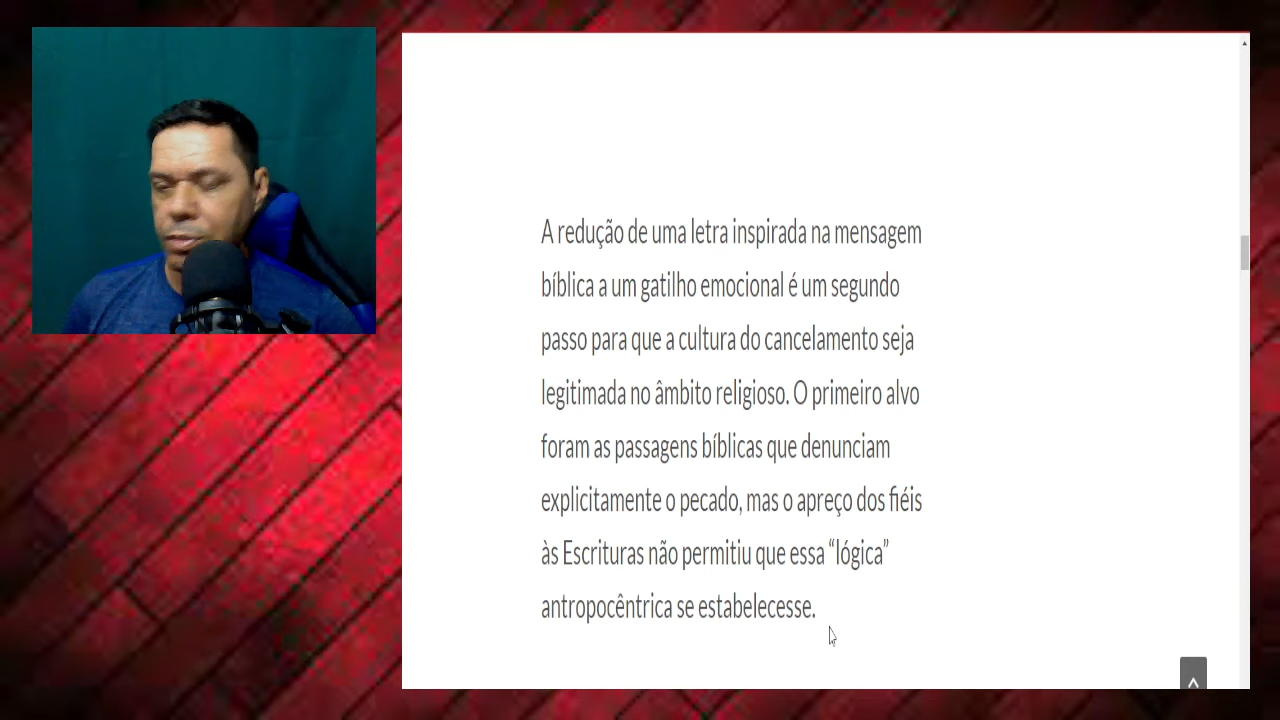 A redução de uma letra inspirada na mensagem
bíblica a um gatilho emocional é um segundo
passo para que a cultura do cancelamento seja
legitimada no âmbito religioso. O primeiro alvo
foram as passagens bíblicas que denunciam
explicitamente o pecado, mas o apreço dos fiéis
às Escrituras não permitiu que essa “lógica”
antropocêntrica se estabelecesse.